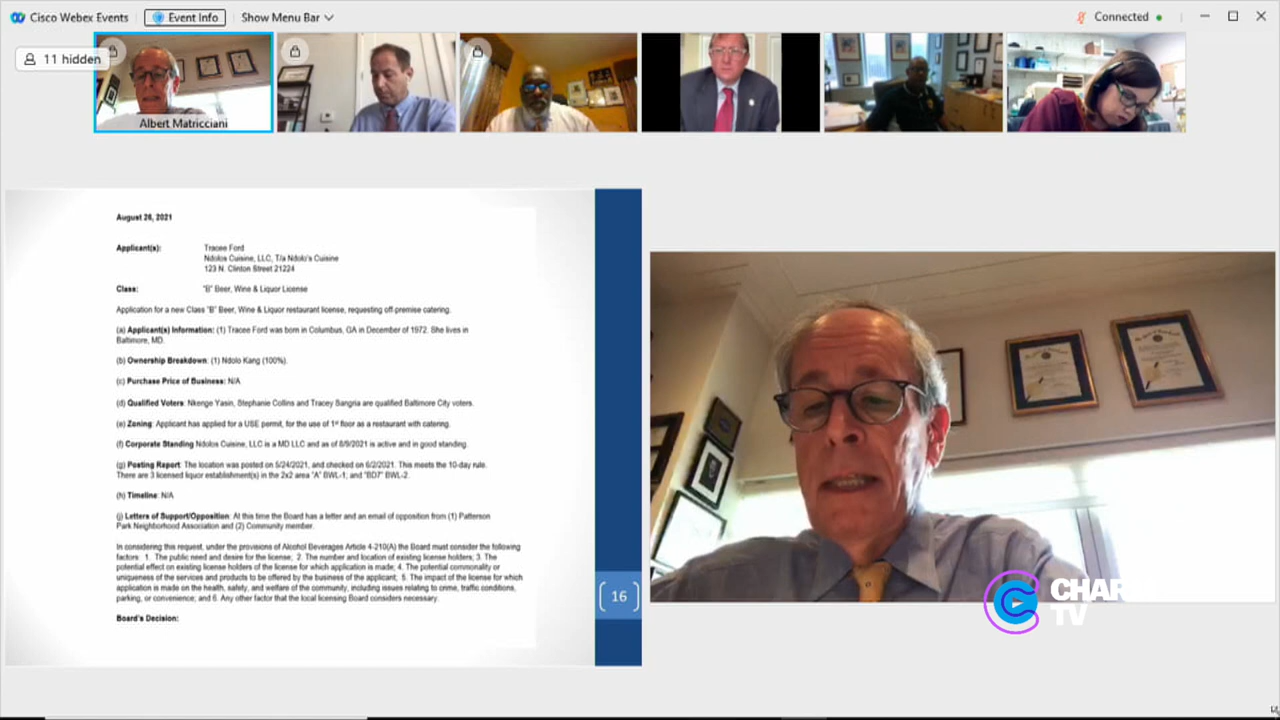 Cisco Webex Events
Event Info
Show Menu Bar
Connected
11 hidden
Albert Matricciani
August 26, 2021
Applicant(s): Tracee Ford
Ndolos Cuisine, LLC, T/a Ndolo's Cuisine
123 N. Clinton Street 21224
Class: "B" Beer, Wine & Liquor License
Application for a new Class "B" Beer, Wine & Liquor restaurant license, requesting off-premise catering.
(a) Applicant(s) Information: (1) Tracee Ford was born in Columbus, GA in December of 1972. She lives in
Baltimore, MD.
(b) Ownership Breakdown: (1) Ndolo Kang (100%).
(c) Purchase Price of Business: N/A
(d) Qualified Voters: Nkenge Yasin, Stephanie Collins and Tracey Sangria are qualified Baltimore City voters.
(e) Zoning: Applicant has applied for a USE permit, for the use of 1st floor as a restaurant with catering.
(f) Corporate Standing Ndolos Cuisine, LLC is a MD LLC and as of 8/9/2021 is active and in good standing.
(g) Posting Report: The location was posted on 5/24/2021, and checked on 6/2/2021. This meets the 10-day rule.
There are 3 licensed liquor establishment(s) in the 2x2 area "A" BWL-1; and "BD7" BWL-2.
(h) Timeline: N/A
(j) Letters of Support/Opposition: At this time the Board has a letter and an email of opposition from (1) Patterson
Park Neighborhood Association and (2) Community member.
In considering this request, under the provisions of Alcohol Beverages Article 4-210(A) the Board must consider the following
factors: 1. The public need and desire for the license; 2. The number and location of existing license holders; 3. The
potential effect on existing license holders of the license for which application is made; 4. The potential commonality or
uniqueness of the services and products to be offered by the business of the applicant; 5. The impact of the license for which
application is made on the health, safety, and welfare of the community, including issues relating to crime, traffic conditions,
parking, or convenience; and 6. Any other factor that the local licensing Board considers necessary.
Board's Decision:
16
CHAR
TV